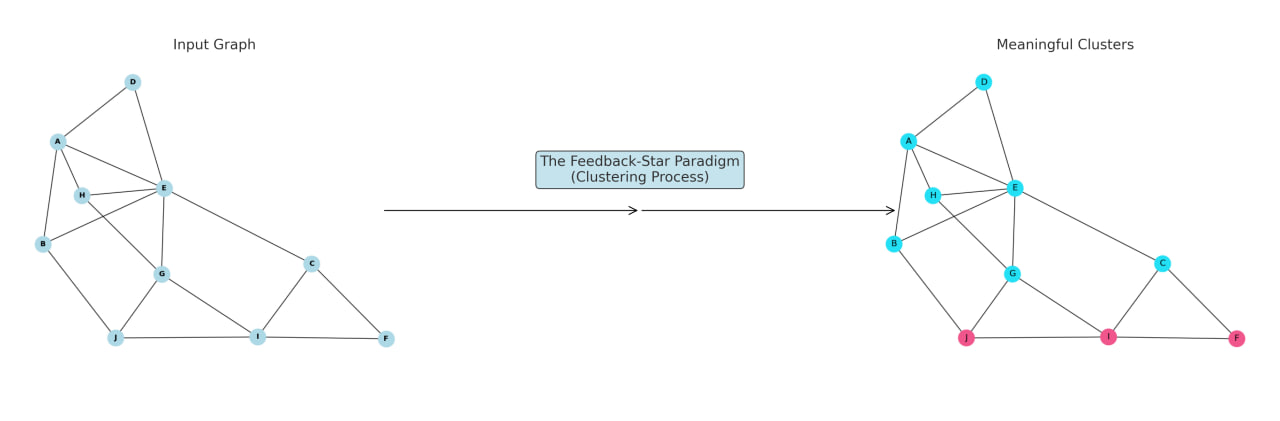 Input Graph
Meaningful Clusters
D
A
H
E
B
G
C
J
I
F
The Feedback-Star Paradigm
(Clustering Process)
D
A
H
E
B
G
C
J
I
F